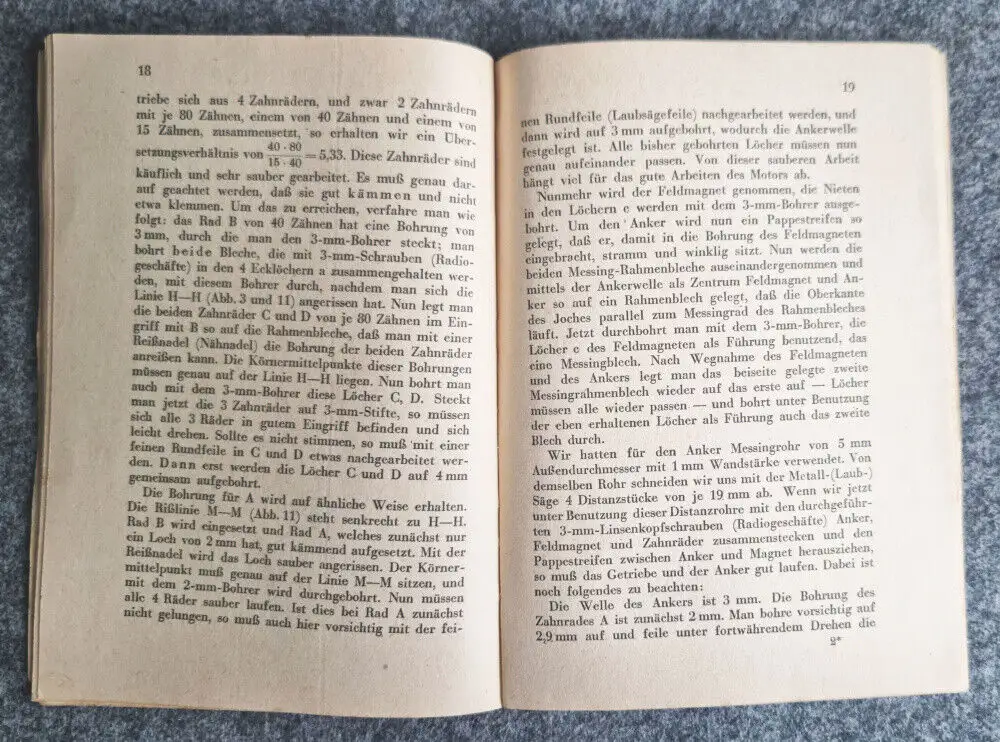 18
triebe sich aus 4 Zahnrädern, und zwar 2 Zahnrädern
mit je 80 Zähnen, einem von 40 Zähnen und einem von
15 Zähnen, zusammensetzt, so erhalten wir ein Über-
setzungsverhältnis von 40 · 80 / 15 · 40 = 5,33. Diese Zahnräder sind
käuflich und sehr sauber gearbeitet. Es muß genau dar-
auf geachtet werden, daß sie gut kämmen und nicht
etwa klemmen. Um das zu erreichen, verfahre man wie
folgt: das Rad B von 40 Zähnen hat eine Bohrung von
3 mm, durch die man den 3-mm-Bohrer steckt; man
bohrt beide Bleche, die mit 3-mm-Schrauben (Radio-
geschäfte) in den 4 Ecklöchern a zusammengehalten wer-
den, mit diesem Bohrer durch, nachdem man sich die
Linie H—H (Abb. 3 und 11) angerissen hat. Nun legt man
die beiden Zahnräder C und D von je 80 Zähnen im Ein-
griff mit B so auf die Rahmenbleche, daß man mit einer
Reißnadel (Nähnadel) die Bohrung der beiden Zahnräder
anreißen kann. Die Körnermittelpunkte dieser Bohrungen
müssen genau auf der Linie H—H liegen. Nun bohrt man
auch mit dem 3-mm-Bohrer diese Löcher C, D. Steckt
man jetzt die 3 Zahnräder auf 3-mm-Stifte, so müssen
sich alle 3 Räder in gutem Eingriff befinden und sich
leicht drehen. Sollte es nicht stimmen, so muß mit einer
feinen Rundfeile in C und D etwas nachgearbeitet wer-
den. Dann erst werden die Löcher C und D auf 4 mm
gemeinsam aufgebohrt.
Die Bohrung für A wird auf ähnliche Weise erhalten.
Die Rißlinie M—M (Abb. 11) steht senkrecht zu H—H.
Rad B wird eingesetzt und Rad A, welches zunächst nur
ein Loch von 2 mm hat, gut kämmend aufgesetzt. Mit der
Reißnadel wird das Loch sauber angerissen. Der Körner-
mittelpunkt muß genau auf der Linie M—M sitzen, und
mit dem 2-mm-Bohrer wird durchgebohrt. Nun müssen
alle 4 Räder sauber laufen. Ist dies bei Rad A zunächst
nicht gelungen, so muß auch hier vorsichtig mit der fei-
19
nen Rundfeile (Laubsägefeile) nachgearbeitet werden, und
dann wird auf 3 mm aufgebohrt, wodurch die Ankerwelle
festgelegt ist. Alle bisher gebohrten Löcher müssen nun
genau aufeinander passen. Von dieser sauberen Arbeit
hängt viel für das gute Arbeiten des Motors ab.
Nunmehr wird der Feldmagnet genommen, die Nieten
in den Löchern e werden mit dem 3-mm-Bohrer ausge-
bohrt. Um den Anker wird nun ein Pappestreifen so
gelegt, daß er, damit in die Bohrung des Feldmagneten
eingebracht, stramm und winklig sitzt. Nun werden die
beiden Messing-Rahmenbleche auseinandergenommen und
mittels der Ankerwelle als Zentrum Feldmagnet und An-
ker so auf ein Rahmenblech gelegt, daß die Oberkante
des Joches parallel zum Messingrad des Rahmenbleches
läuft. Jetzt durchbohrt man mit dem 3-mm-Bohrer, die
Löcher e des Feldmagneten als Führung benutzend, das
eine Messingblech. Nach Wegnahme des Feldmagneten
und des Ankers legt man das beiseite gelegte zweite
Messingrahmenblech wieder auf das erste auf — Löcher
müssen alle wieder passen — und bohrt unter Benutzung
der eben erhaltenen Löcher als Führung auch das zweite
Blech durch.
Wir hatten für den Anker Messingrohr von 5 mm
Außendurchmesser mit 1 mm Wandstärke verwendet. Von
demselben Rohr schneiden wir uns mit der Metall-(Laub-)
Säge 4 Distanzstücke von je 19 mm ab. Wenn wir jetzt
unter Benutzung dieser Distanzrohre mit den durchgeführ-
ten 3-mm-Linsenkopfschrauben (Radiogeschäfte) Anker,
Feldmagnet und Zahnräder zusammenstecken und den
Pappestreifen zwischen Anker und Magnet herausziehen,
so muß das Getriebe und der Anker gut laufen. Dabei ist
noch folgendes zu beachten:
Die Welle des Ankers ist 3 mm. Die Bohrung des
Zahnrades A ist zunächst 2 mm. Man bohre vorsichtig auf
2,9 mm auf und feile unter fortwährendem Drehen die
2*